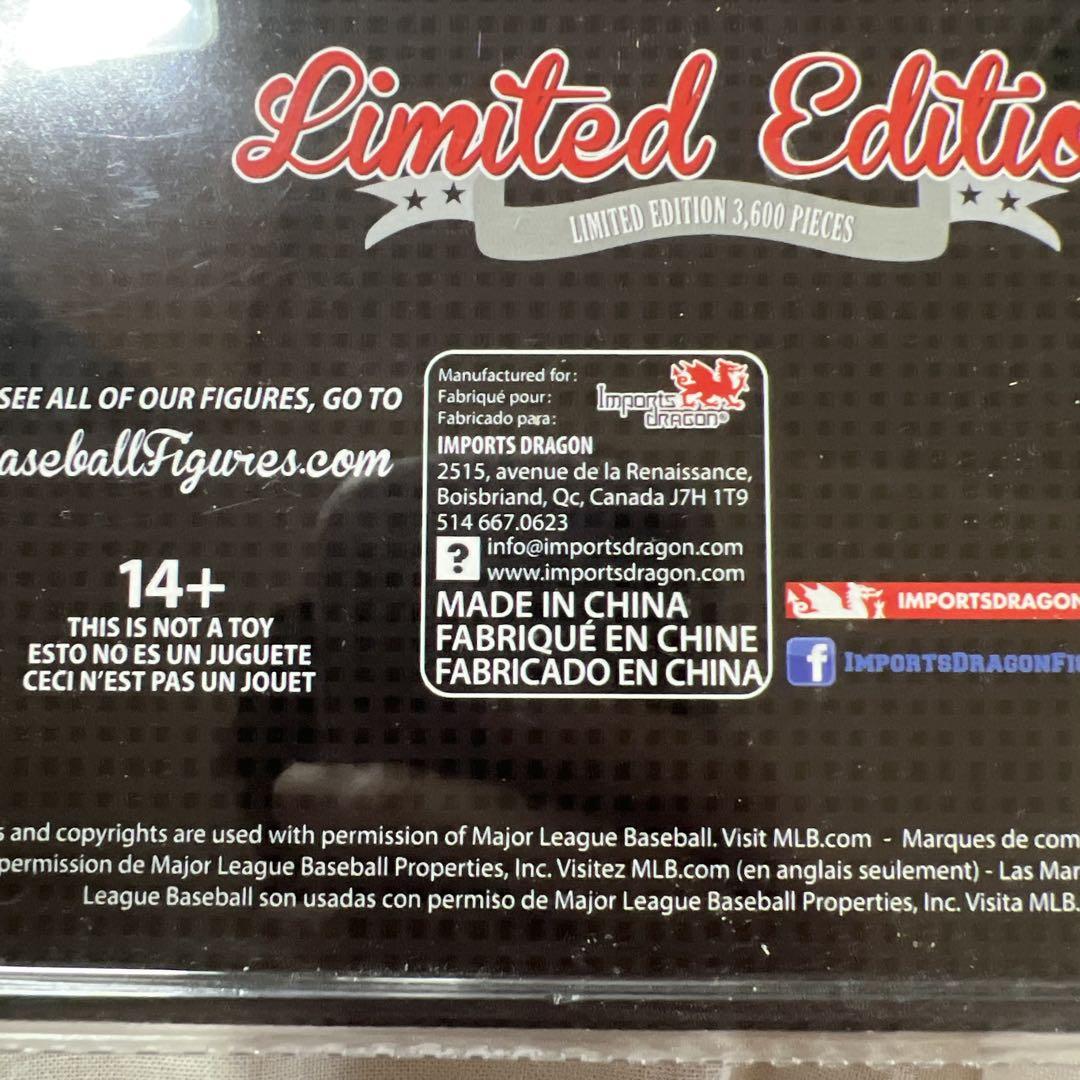 Limited Editio
LIMITED EDITION 3,600 PIECES
SEE ALL OF OUR FIGURES, GO TO
aseballFigures.com
14+
THIS IS NOT A TOY
ESTO NO ES UN JUGUETE
CECI N'EST PAS UN JOUET
Manufactured for:
Fabriqué pour:
Fabricado para:
Imports
DRAGON®
IMPORTS DRAGON
2515, avenue de la Renaissance,
Boisbriand, Qc, Canada J7H 1T9
514 667.0623
? info@importsdragon.com
www.importsdragon.com
MADE IN CHINA
FABRIQUÉ EN CHINE
FABRICADO EN CHINA
IMPORTSDRAGON
f IMPORTSDRAGONFI
s and copyrights are used with permission of Major League Baseball. Visit MLB.com - Marques de com
permission de Major League Baseball Properties, Inc. Visitez MLB.com (en anglais seulement) - Las Mar
League Baseball son usadas con permiso de Major League Baseball Properties, Inc. Visita MLB.